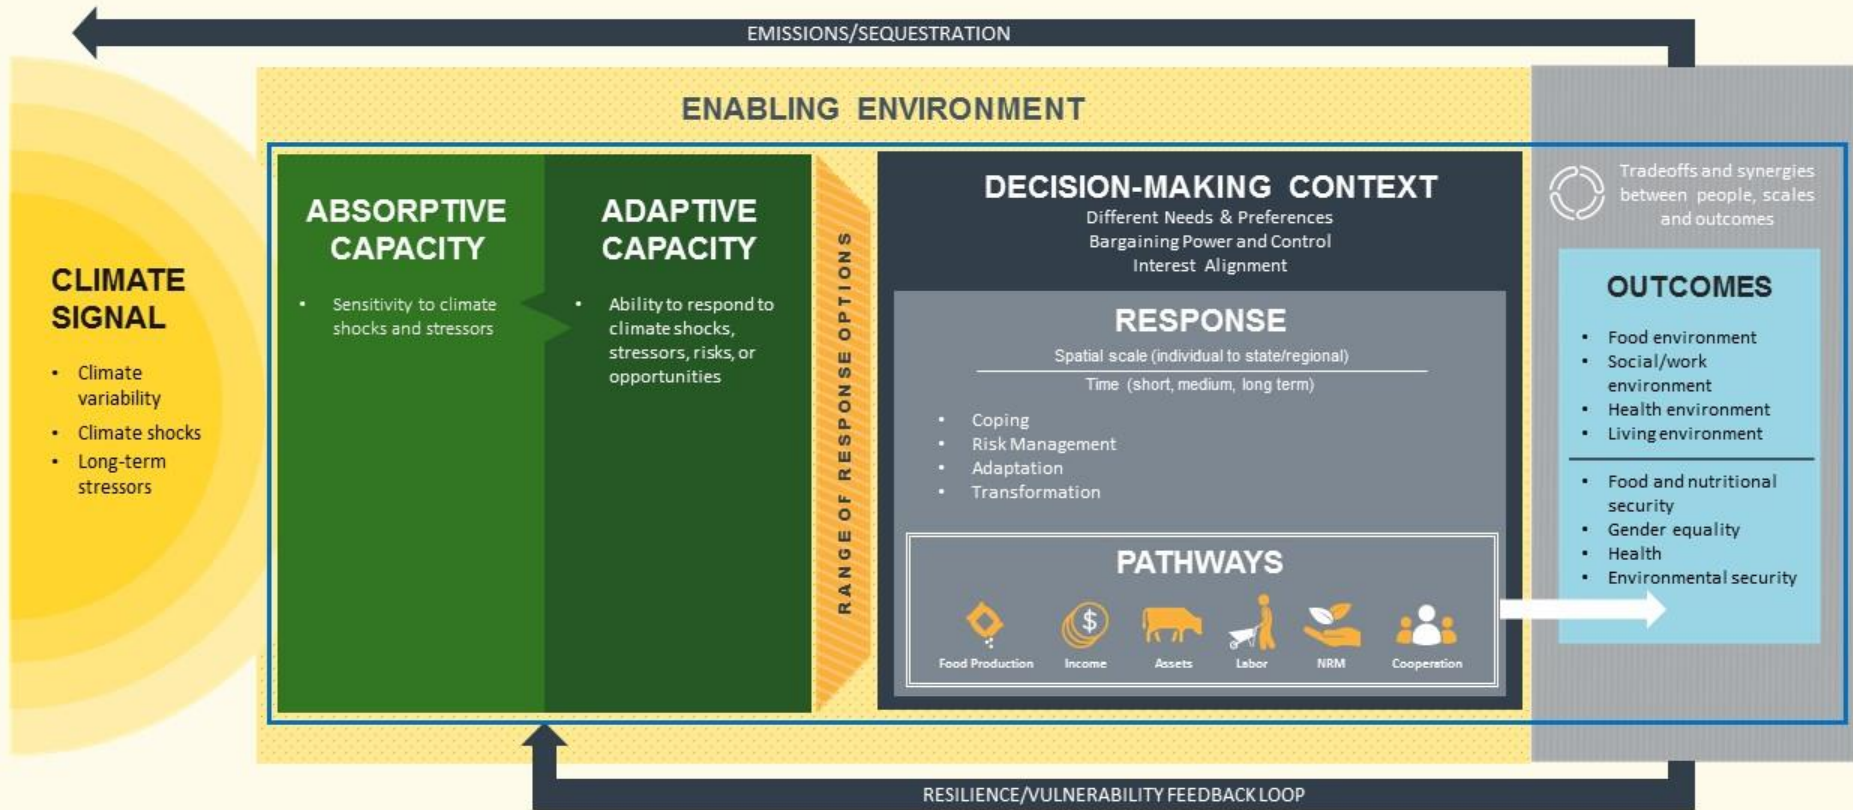 EMISSIONS/SEQUESTRATION
ENABLING ENVIRONMENT
CLIMATE
SIGNAL
• Climate
variability
• Climate shocks
• Long-term
stressors
ABSORPTIVE
CAPACITY
• Sensitivity to climate
shocks and stressors
ADAPTIVE
CAPACITY
• Ability to respond to
climate shocks,
stressors, risks, or
opportunities
RANGE OF RESPONSE OPTIONS
DECISION-MAKING CONTEXT
Different Needs & Preferences
Bargaining Power and Control
Interest Alignment
RESPONSE
Spatial scale (individual to state/regional)
Time (short, medium, long term)
• Coping
• Risk Management
• Adaptation
• Transformation
PATHWAYS
$
Food Production
Income
Assets
Labor
NRM
Cooperation
Tradeoffs and synergies
between people, scales
and outcomes
OUTCOMES
• Food environment
• Social/work
environment
• Health environment
• Living environment
• Food and nutritional
security
• Gender equality
• Health
• Environmental security
RESILIENCE/VULNERABILITY FEEDBACK LOOP